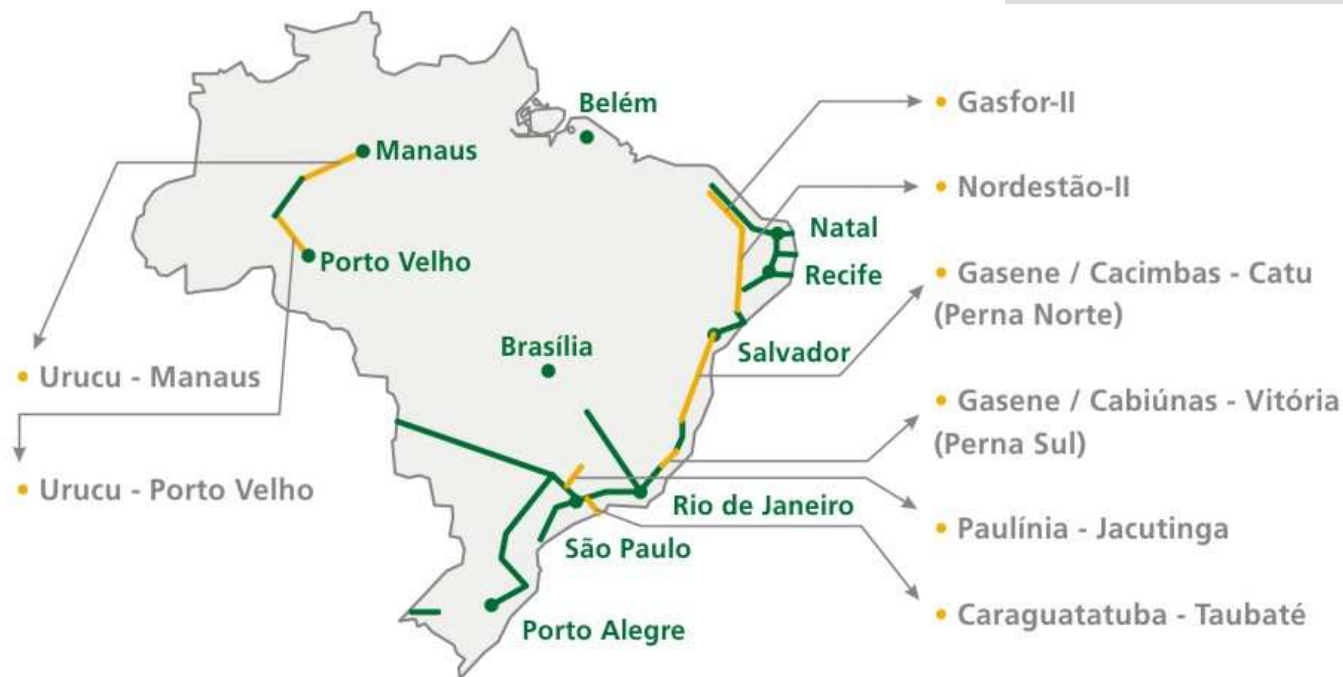 Belém
Manaus
Porto Velho
Brasília
Natal
Recife
Salvador
Rio de Janeiro
São Paulo
Porto Alegre
• Urucu - Manaus
• Urucu - Porto Velho
• Gasfor-II
• Nordestão-II
• Gasene / Cacimbas - Catu
(Perna Norte)
• Gasene / Cabiúnas - Vitória
(Perna Sul)
• Paulínia - Jacutinga
• Caraguatatuba - Taubaté